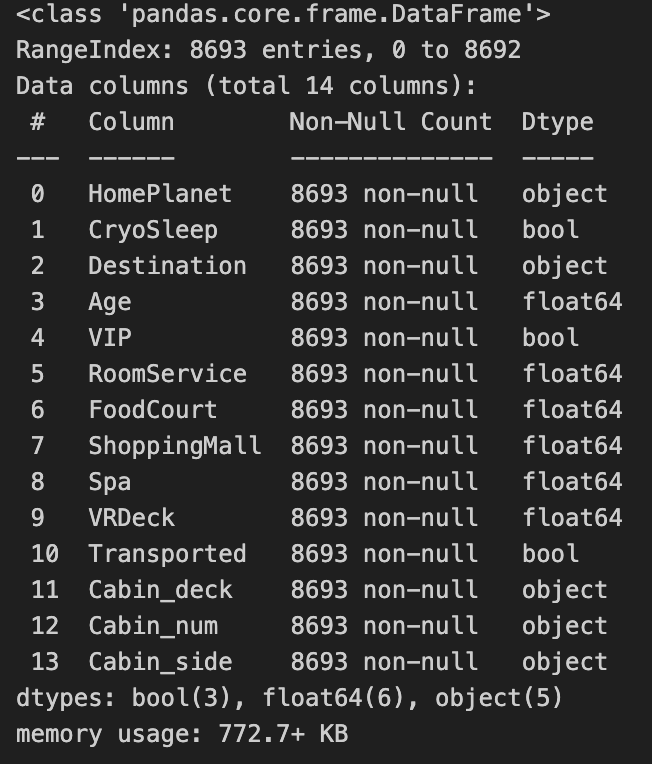 <class 'pandas.core.frame.DataFrame'>
RangeIndex: 8693 entries, 0 to 8692
Data columns (total 14 columns):
 #   Column        Non-Null Count  Dtype
---  ------        --------------  -----
 0   HomePlanet    8693 non-null   object
 1   CryoSleep     8693 non-null   bool
 2   Destination   8693 non-null   object
 3   Age           8693 non-null   float64
 4   VIP           8693 non-null   bool
 5   RoomService   8693 non-null   float64
 6   FoodCourt     8693 non-null   float64
 7   ShoppingMall  8693 non-null   float64
 8   Spa           8693 non-null   float64
 9   VRDeck        8693 non-null   float64
 10  Transported   8693 non-null   bool
 11  Cabin_deck    8693 non-null   object
 12  Cabin_num     8693 non-null   object
 13  Cabin_side    8693 non-null   object
dtypes: bool(3), float64(6), object(5)
memory usage: 772.7+ KB